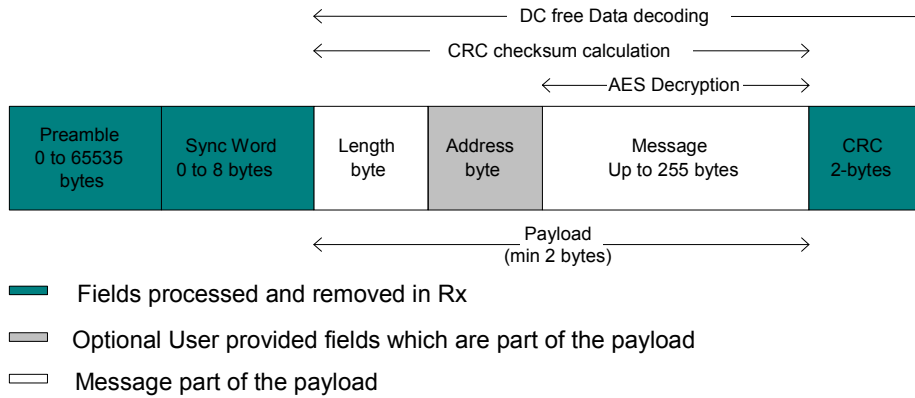 DC free Data decoding
CRC checksum calculation
AES Decryption
Preamble
0 to 65535
bytes
Sync Word
0 to 8 bytes
Length
byte
Address
byte
Message
Up to 255 bytes
CRC
2-bytes
Payload
(min 2 bytes)
Fields processed and removed in Rx
Optional User provided fields which are part of the payload
Message part of the payload